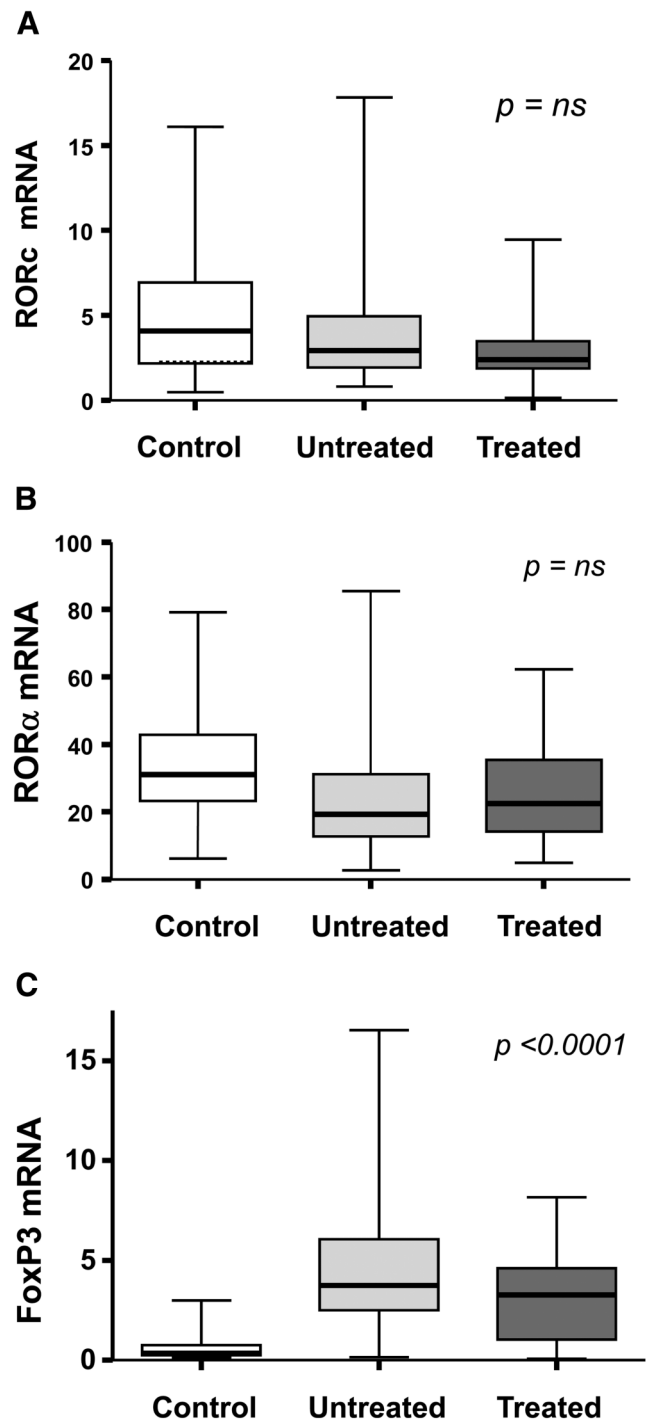 A
RORc mRNA
20
15
10
5
0
p = ns
Control Untreated Treated
B
RORα mRNA
100
80
60
40
20
0
p = ns
Control Untreated Treated
C
FoxP3 mRNA
15
10
5
0
p <0.0001
Control Untreated Treated